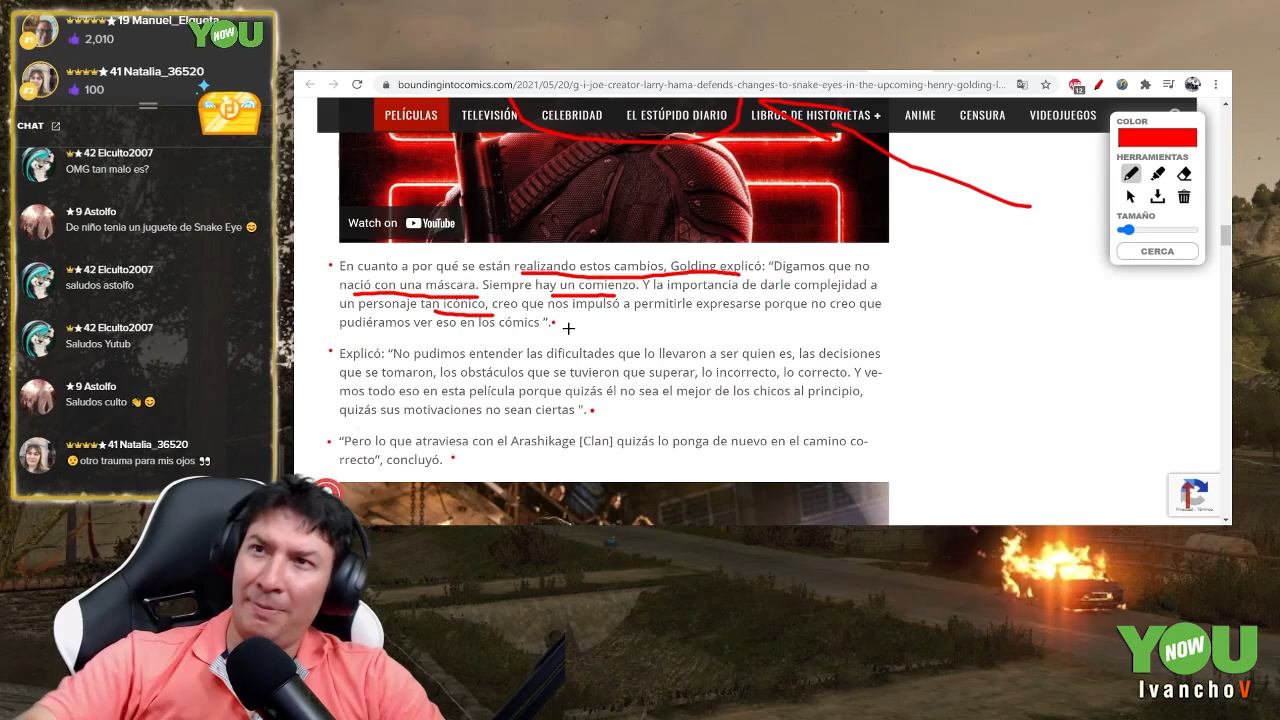 #1
★19 Manuel_Elgueta
2,010
YOU NOW
#2
★41 Natalia_36520
100
CHAT
★42 Elculto2007
OMG tan malo es?
★9 Astolfo
De niño tenia un juguete de Snake Eye 😊
★42 Elculto2007
saludos astolfo
★42 Elculto2007
Saludos Yutub
★9 Astolfo
Saludos culto 👏 😊
★41 Natalia_36520
😟otro trauma para mis ojos 👀
boundingintocomics.com/2021/05/20/g-i-joe-creator-larry-hama-defends-changes-to-snake-eyes-in-the-upcoming-henry-golding-l...
12
PELÍCULAS TELEVISIÓN CELEBRIDAD EL ESTÚPIDO DIARIO LIBROS DE HISTORIETAS + ANIME CENSURA VIDEOJUEGOS
Watch on YouTube
En cuanto a por qué se están realizando estos cambios, Golding explicó: “Digamos que no
nació con una máscara. Siempre hay un comienzo. Y la importancia de darle complejidad a
un personaje tan icónico, creo que nos impulsó a permitirle expresarse porque no creo que
pudiéramos ver eso en los cómics ”.
Explicó: “No pudimos entender las dificultades que lo llevaron a ser quien es, las decisiones
que se tomaron, los obstáculos que se tuvieron que superar, lo incorrecto, lo correcto. Y ve-
mos todo eso en esta película porque quizás él no sea el mejor de los chicos al principio,
quizás sus motivaciones no sean ciertas ".
“Pero lo que atraviesa con el Arashikage [Clan] quizás lo ponga de nuevo en el camino co-
rrecto”, concluyó.
COLOR
HERRAMIENTAS
TAMAÑO
CERCA
Privacidad - Términos
YOU NOW
IvanchoV